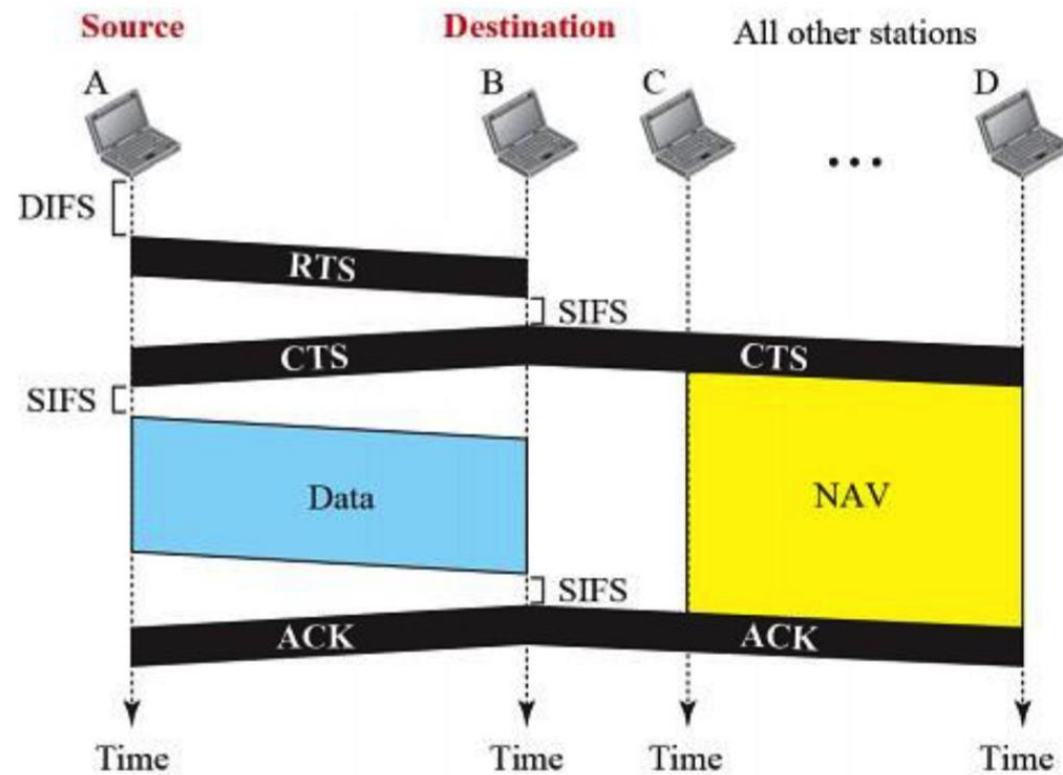 Source Destination All other stations
A B C D
...
DIFS
RTS
SIFS
CTS CTS
SIFS
Data NAV
SIFS
ACK ACK
Time Time Time Time